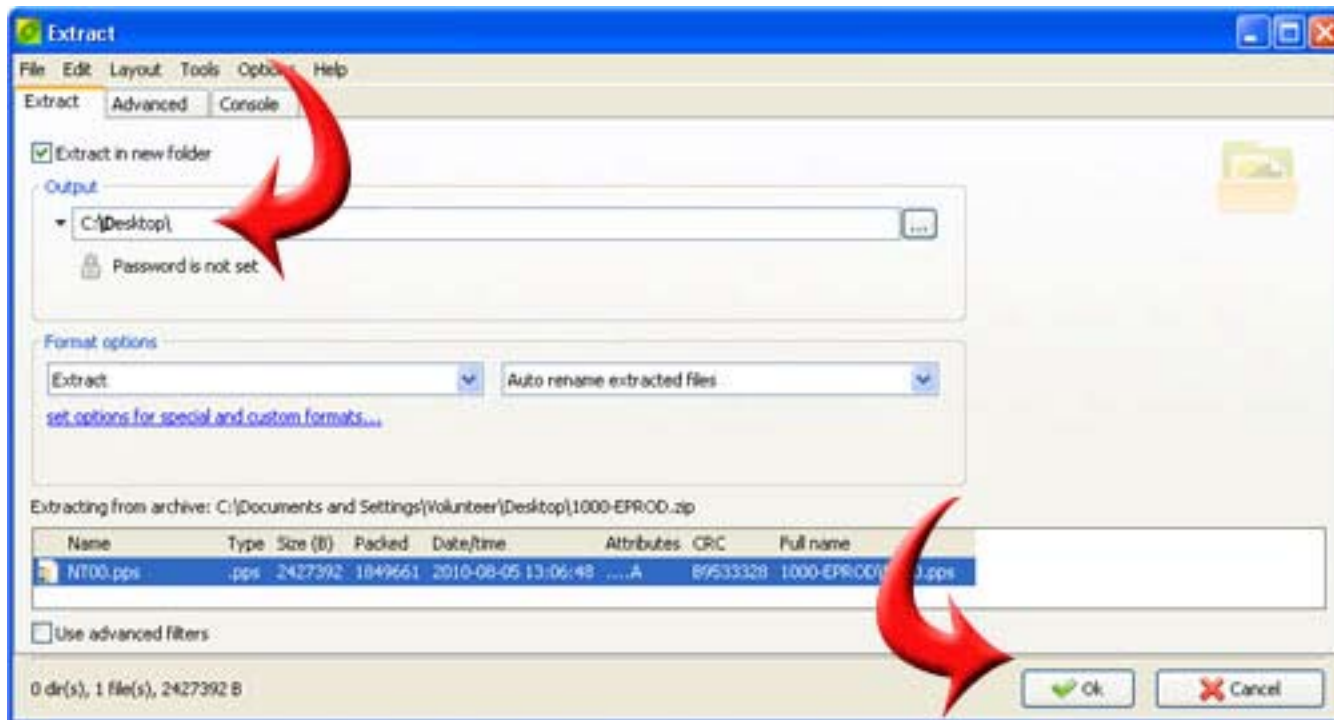 Extract
File Edit Layout Tools Options Help
Extract Advanced Console
Extract in new folder
Output
C:\Desktop\
...
Password is not set
Format options
Extract Auto rename extracted files
set options for special and custom formats...
Extracting from archive: C:\Documents and Settings\Volunteer\Desktop\1000-EPROD.zip
Name Type Size (B) Packed Date/time Attributes CRC Full name
NT00.pps .pps 2427392 1849661 2010-08-05 13:06:48 ....A B9533328
Use advanced filters
0 dir(s), 1 file(s), 2427392 B
Ok Cancel